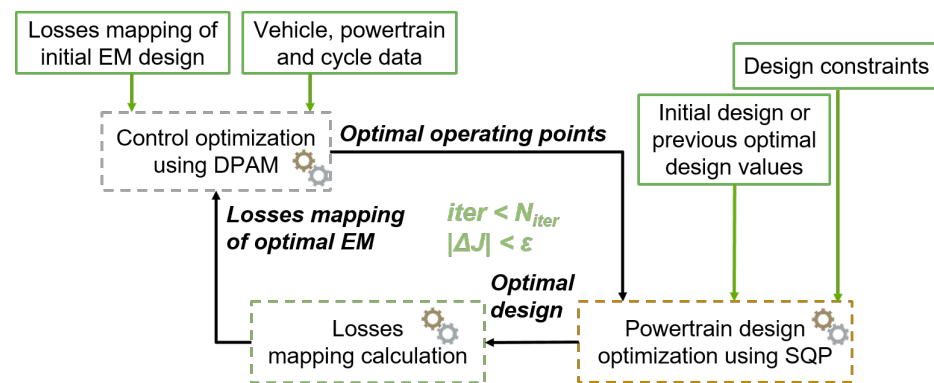 Losses mapping of
initial EM design
Vehicle, powertrain
and cycle data
Design constraints
Initial design or
previous optimal
design values
Control optimization
using DPAM
Optimal operating points
Losses mapping
of optimal EM
iter < Niter
|ΔJ| < ε
Optimal
design
Losses
mapping calculation
Powertrain design
optimization using SQP